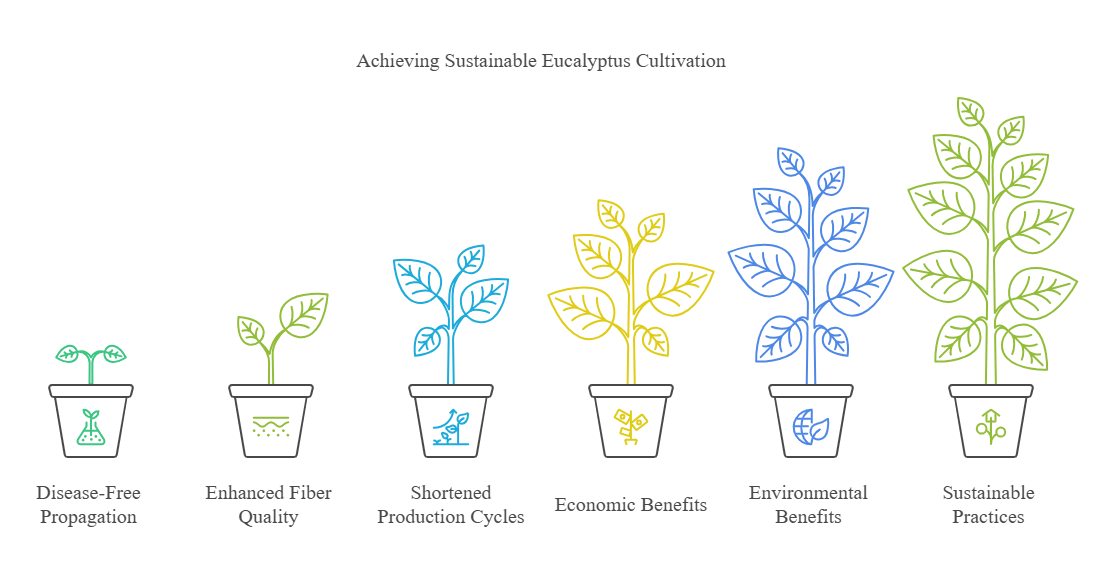 Achieving Sustainable Eucalyptus Cultivation
Disease-Free
Propagation
Enhanced Fiber
Quality
Shortened
Production Cycles
Economic Benefits
Environmental
Benefits
Sustainable
Practices